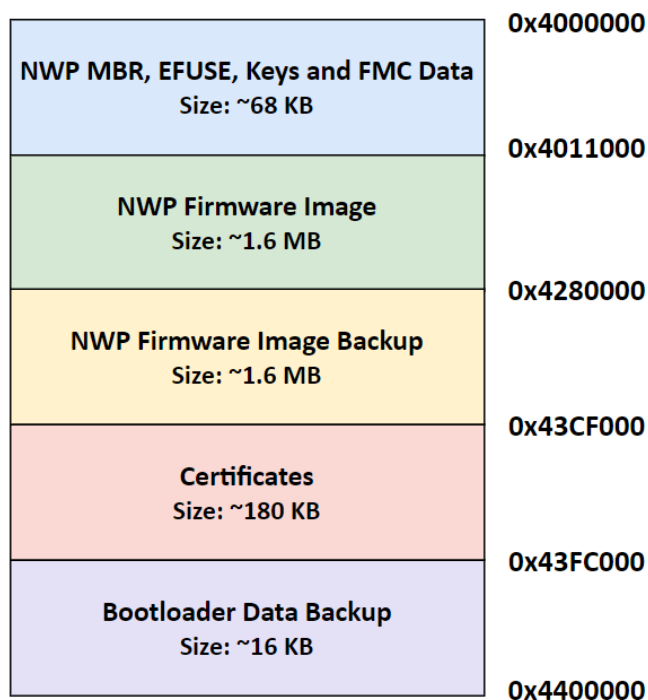 0x4000000
NWP MBR, EFUSE, Keys and FMC Data
Size: ~68 KB
0x4011000
NWP Firmware Image
Size: ~1.6 MB
0x4280000
NWP Firmware Image Backup
Size: ~1.6 MB
0x43CF000
Certificates
Size: ~180 KB
0x43FC000
Bootloader Data Backup
Size: ~16 KB
0x4400000